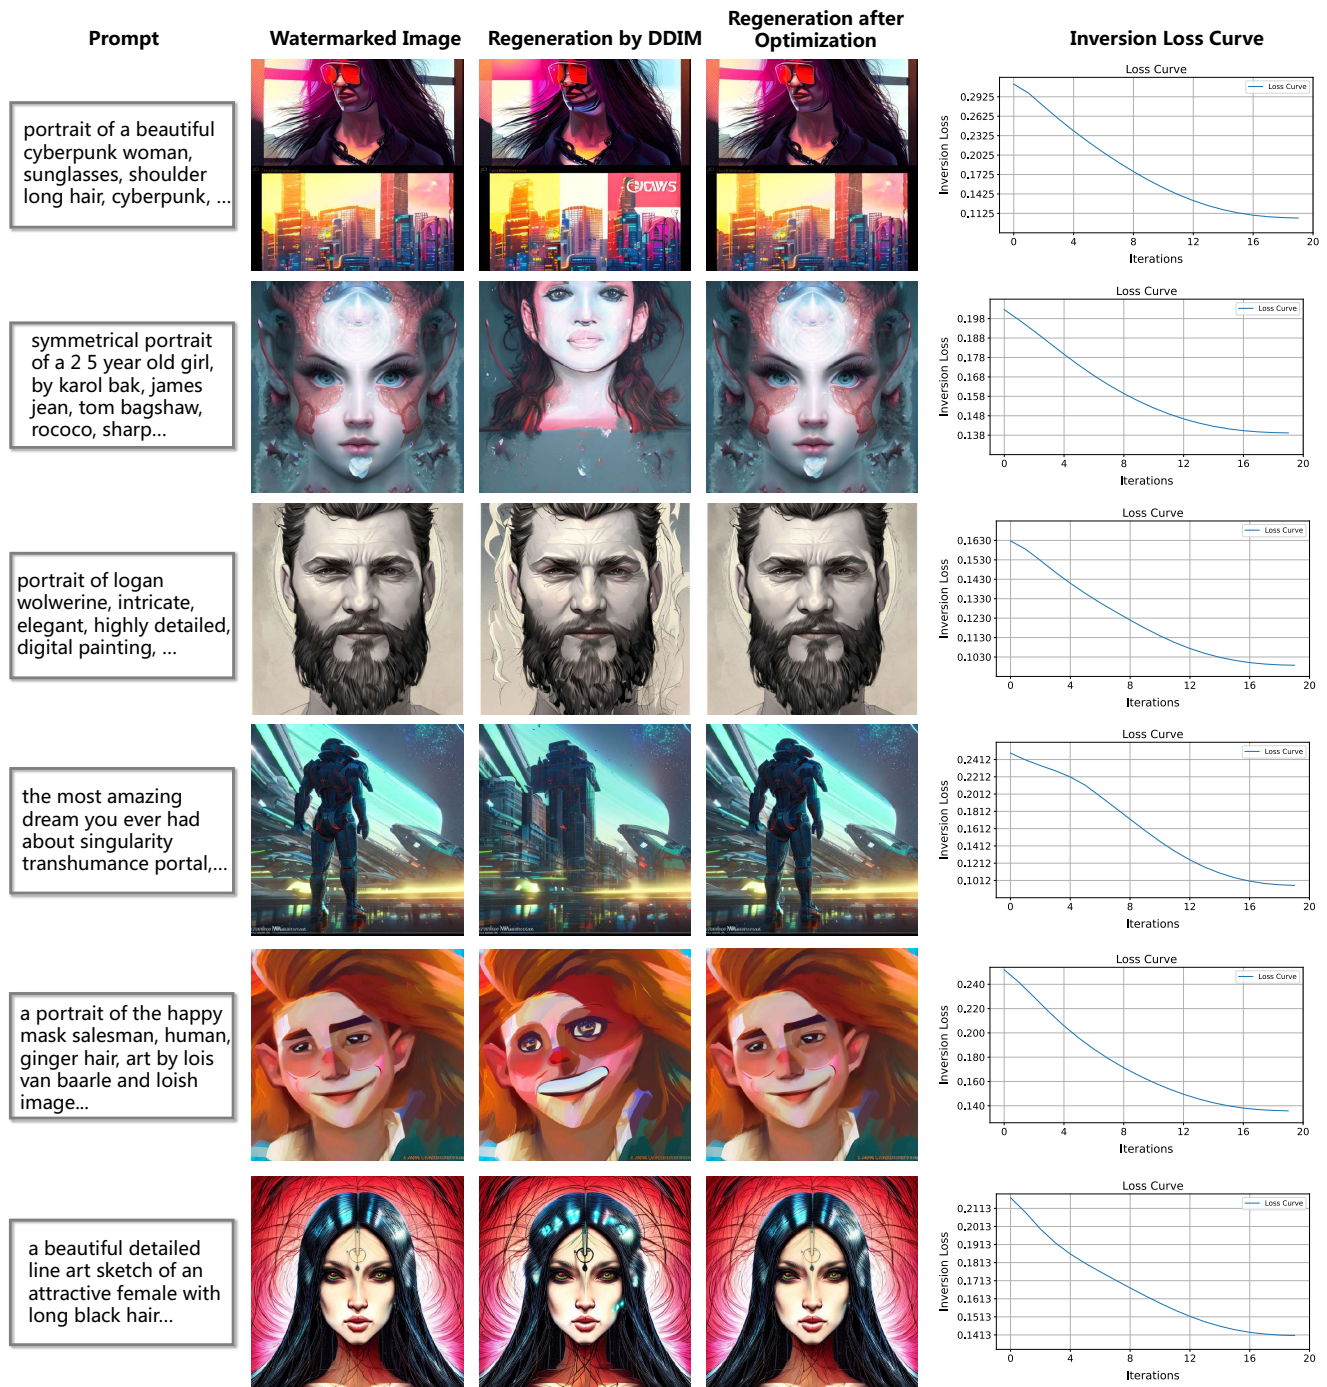 Prompt
Watermarked Image
Regeneration by DDIM
Regeneration after
Optimization
Inversion Loss Curve
portrait of a beautiful
cyberpunk woman,
sunglasses, shoulder
long hair, cyberpunk, ...
Loss Curve
Loss Curve
0.2925
0.2625
0.2325
0.2025
0.1725
0.1425
0.1125
Inversion Loss
0 4 8 12 16 20
Iterations
symmetrical portrait
of a 2 5 year old girl,
by karol bak, james
jean, tom bagshaw,
rococo, sharp...
Loss Curve
Loss Curve
0.198
0.188
0.178
0.168
0.158
0.148
0.138
Inversion Loss
0 4 8 12 16 20
Iterations
portrait of logan
wolwerine, intricate,
elegant, highly detailed,
digital painting, ...
Loss Curve
Loss Curve
0.1630
0.1530
0.1430
0.1330
0.1230
0.1130
0.1030
Inversion Loss
0 4 8 12 16 20
Iterations
the most amazing
dream you ever had
about singularity
transhumance portal,...
Loss Curve
Loss Curve
0.2412
0.2212
0.2012
0.1812
0.1612
0.1412
0.1212
0.1012
Inversion Loss
0 4 8 12 16 20
Iterations
a portrait of the happy
mask salesman, human,
ginger hair, art by lois
van baarle and loish
image...
Loss Curve
Loss Curve
0.240
0.220
0.200
0.180
0.160
0.140
Inversion Loss
0 4 8 12 16 20
Iterations
a beautiful detailed
line art sketch of an
attractive female with
long black hair...
Loss Curve
Loss Curve
0.2113
0.2013
0.1913
0.1813
0.1713
0.1613
0.1513
0.1413
Inversion Loss
0 4 8 12 16 20
Iterations